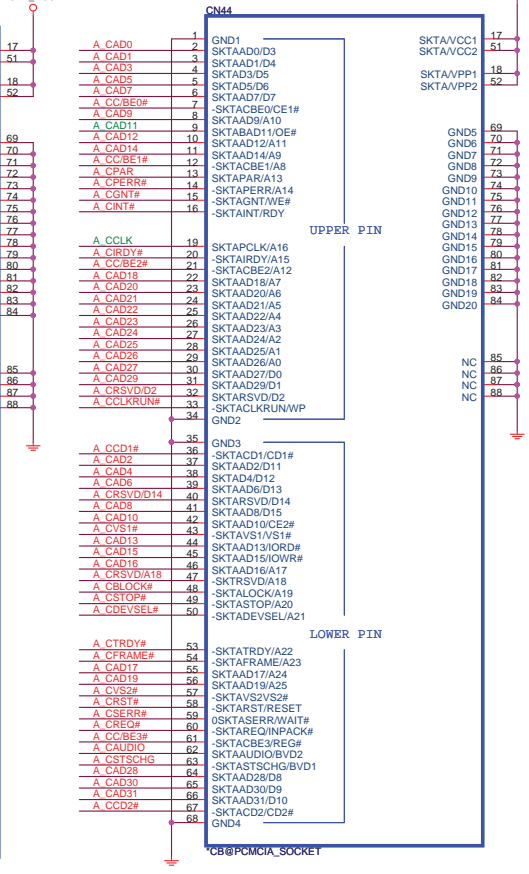 CN44
1 GND1
A_CAD0 2 SKTAAD0/D3
A_CAD1 3 SKTAAD1/D4
A_CAD3 4 SKTAD3/D5
A_CAD5 5 SKTAD5/D6
A_CAD7 6 SKTAAD7/D7
A_CC/BE0# 7 -SKTACBE0/CE1#
A_CAD9 8 SKTAAD9/A10
A_CAD11 9 SKTABAD11/OE#
A_CAD12 10 SKTAAD12/A11
A_CAD14 11 SKTAAD14/A9
A_CC/BE1# 12 -SKTACBE1/A8
A_CPAR 13 SKTAPAR/A13
A_CPERR# 14 -SKTAPERR/A14
A_CGNT# 15 -SKTAGNT/WE#
A_CINT# 16 -SKTAINT/RDY
UPPER PIN
A_CCLK 19 SKTAPCLK/A16
A_CIRDY# 20 -SKTAIRDY/A15
A_CC/BE2# 21 -SKTACBE2/A12
A_CAD18 22 SKTAAD18/A7
A_CAD20 23 SKTAAD20/A6
A_CAD21 24 SKTAAD21/A5
A_CAD22 25 SKTAAD22/A4
A_CAD23 26 SKTAAD23/A3
A_CAD24 27 SKTAAD24/A2
A_CAD25 28 SKTAAD25/A1
A_CAD26 29 SKTAAD26/A0
A_CAD27 30 SKTAAD27/D0
A_CAD29 31 SKTAAD29/D1
A_CRSVD/D2 32 SKTARSVD/D2
A_CCLKRUN# 33 -SKTACLKRUN/WP
34 GND2
35 GND3
A_CCD1# 36 -SKTACD1/CD1#
A_CAD2 37 SKTAAD2/D11
A_CAD4 38 SKTAD4/D12
A_CAD6 39 SKTAAD6/D13
A_CRSVD/D14 40 SKTARSVD/D14
A_CAD8 41 SKTAAD8/D15
A_CAD10 42 SKTAAD10/CE2#
A_CVS1# 43 -SKTAVS1/VS1#
A_CAD13 44 SKTAAD13/IORD#
A_CAD15 45 SKTAAD15/IOWR#
A_CAD16 46 SKTAAD16/A17
A_CRSVD/A18 47 -SKTRSVD/A18
A_CBLOCK# 48 -SKTALOCK/A19
A_CSTOP# 49 -SKTASTOP/A20
A_CDEVSEL# 50 -SKTADEVSEL/A21
LOWER PIN
A_CTRDY# 53 -SKTATRDY/A22
A_CFRAME# 54 -SKTAFRAME/A23
A_CAD17 55 SKTAAD17/A24
A_CAD19 56 SKTAAD19/A25
A_CVS2# 57 -SKTAVS2VS2#
A_CRST# 58 -SKTARST/RESET
A_CSERR# 59 0SKTASERR/WAIT#
A_CREQ# 60 -SKTAREQ/INPACK#
A_CC/BE3# 61 -SKTACBE3/REG#
A_CAUDIO 62 SKTAAUDIO/BVD2
A_CSTSCHG 63 -SKTASTSCHG/BVD1
A_CAD28 64 SKTAAD28/D8
A_CAD30 65 SKTAAD30/D9
A_CAD31 66 SKTAAD31/D10
A_CCD2# 67 -SKTACD2/CD2#
68 GND4
*CB@PCMCIA_SOCKET
SKTA/VCC1 17
SKTA/VCC2 51
SKTA/VPP1 18
SKTA/VPP2 52
GND5 69
GND6 70
GND7 71
GND8 72
GND9 73
GND10 74
GND11 75
GND12 76
GND13 77
GND14 78
GND15 79
GND16 80
GND17 81
GND18 82
GND19 83
GND20 84
NC 85
NC 86
NC 87
NC 88
17
51
18
52
69
70
71
72
73
74
75
76
77
78
79
80
81
82
83
84
85
86
87
88